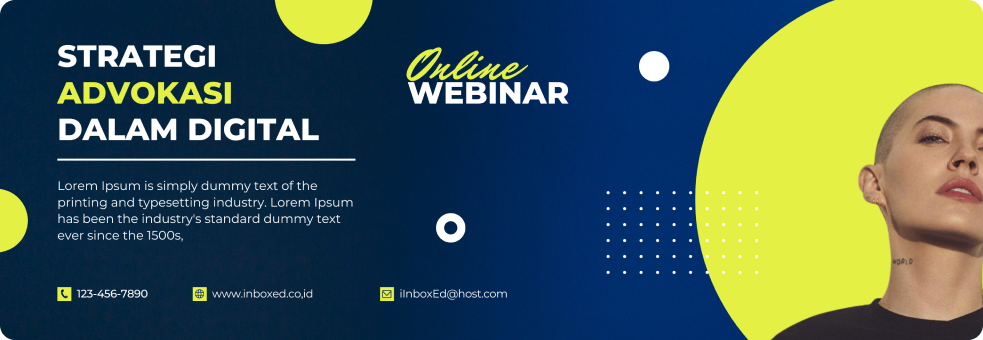 STRATEGI
ADVOKASI
DALAM DIGITAL
Lorem Ipsum is simply dummy text of the
printing and typesetting industry. Lorem Ipsum
has been the industry's standard dummy text
ever since the 1500s,
Online
WEBINAR
123-456-7890
www.inboxed.co,id
iInboxEd@host.com
WORLD